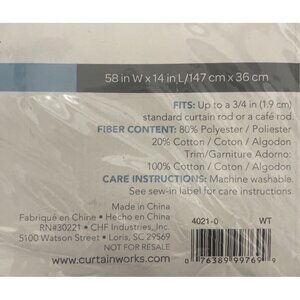 58 in W x 14 in L/147 cm x 36 cm
FITS: Up to a 3/4 in (1.9 cm)
standard curtain rod or a café rod.
FIBER CONTENT: 80% Polyester / Poliester
20% Cotton / Coton / Algodon
Trim/Garniture Adorno:
100% Cotton / Coton / Algodon
CARE INSTRUCTIONS: Machine washable.
See sew-in label for care instructions.
Made in China
Fabriqué en Chine • Hecho en China
RN#30221 • CHF Industries, Inc.
5100 Watson Street • Loris, SC 29569
NOT FOR RESALE
www.curtainworks.com
4021-0 WT
0 76389 99769 9